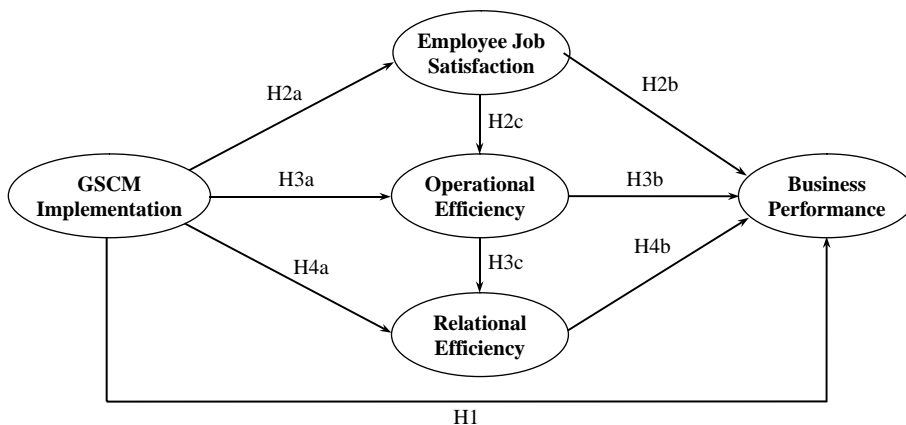 Employee Job
Satisfaction
H2a
H2b
H2c
GSCM
Implementation
H3a
Operational
Efficiency
H3b
Business
Performance
H4a
H3c
H4b
Relational
Efficiency
H1